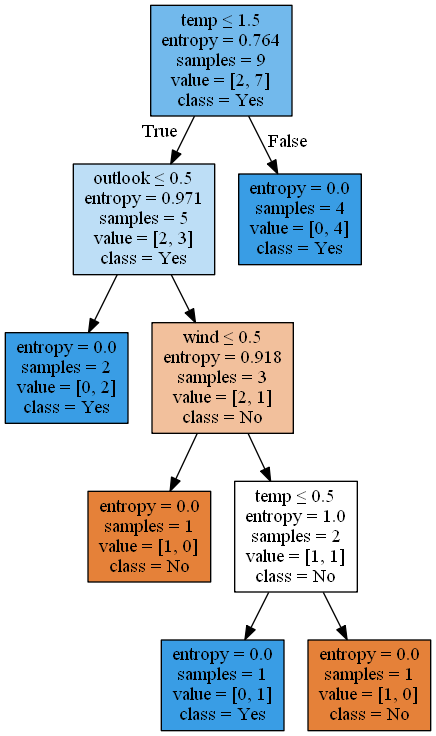 temp ≤ 1.5
entropy = 0.764
samples = 9
value = [2, 7]
class = Yes
True
False
outlook ≤ 0.5
entropy = 0.971
samples = 5
value = [2, 3]
class = Yes
entropy = 0.0
samples = 4
value = [0, 4]
class = Yes
entropy = 0.0
samples = 2
value = [0, 2]
class = Yes
wind ≤ 0.5
entropy = 0.918
samples = 3
value = [2, 1]
class = No
entropy = 0.0
samples = 1
value = [1, 0]
class = No
temp ≤ 0.5
entropy = 1.0
samples = 2
value = [1, 1]
class = No
entropy = 0.0
samples = 1
value = [0, 1]
class = Yes
entropy = 0.0
samples = 1
value = [1, 0]
class = No